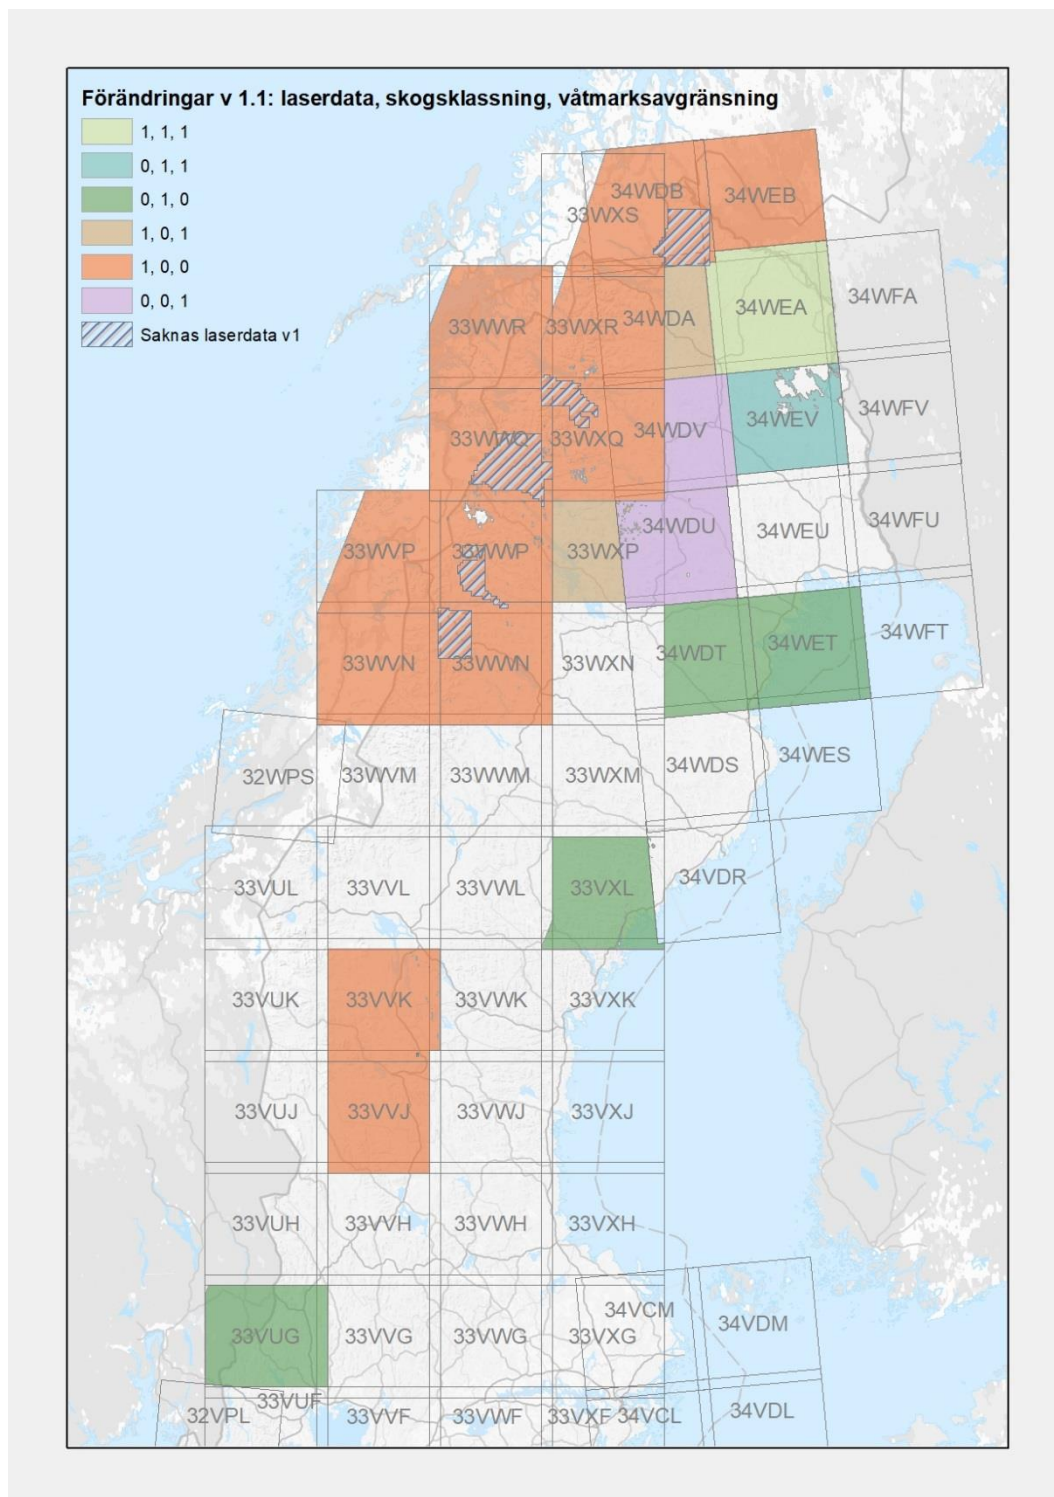 Förändringar v 1.1: laserdata, skogsklassning, våtmarksavgränsning
1, 1, 1
0, 1, 1
0, 1, 0
1, 0, 1
1, 0, 0
0, 0, 1
Saknas laserdata v1
34WDB 34WEB
33WXS
33WWR 33WXR 34WDA 34WEA 34WFA
33WWQ 33WXQ 34WDV 34WEV 34WFV
33WVP 33WWP 33WXP 34WDU 34WEU 34WFU
33WVN 33WWN 33WXN 34WDT 34WET 34WFT
32WPS 33WVM 33WWM 33WXM 34WDS 34WES
33VUL 33VVL 33VWL 33VXL 34VDR
33VUK 33VVK 33VWK 33VXK
33VUJ 33VVJ 33VWJ 33VXJ
33VUH 33VVH 33VWH 33VXH
34VCM 34VDM
33VUG 33VVG 33VWG 33VXG
33VUF
32VPL 33VVF 33VWF 33VXF 34VCL 34VDL